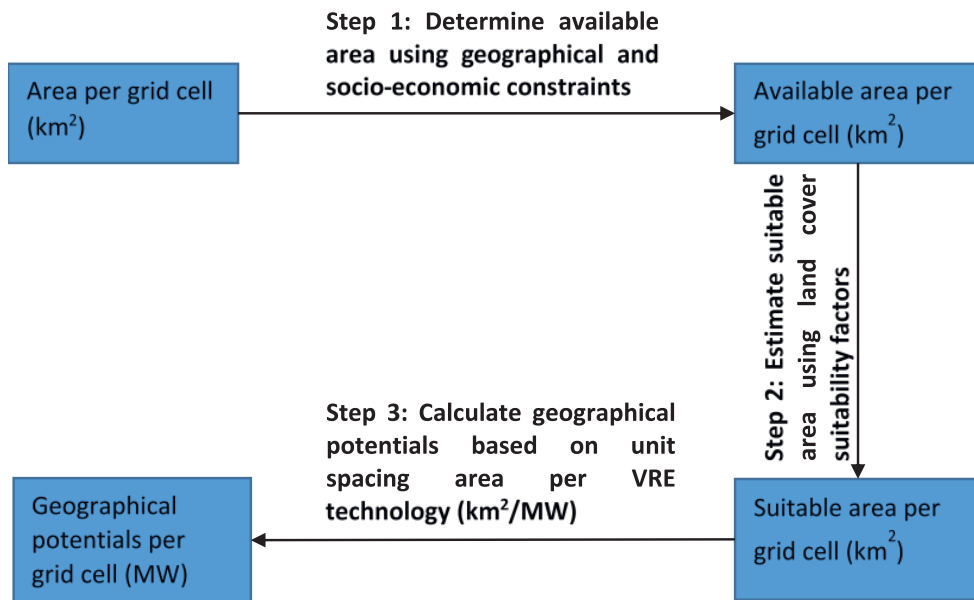 Step 1: Determine available
area using geographical and
socio-economic constraints
Area per grid cell
(km²)
Available area per
grid cell (km²)
Step 2: Estimate suitable
area using land cover
suitability factors
Step 3: Calculate geographical
potentials based on unit
spacing area per VRE
technology (km²/MW)
Suitable area per
grid cell (km²)
Geographical
potentials per
grid cell (MW)